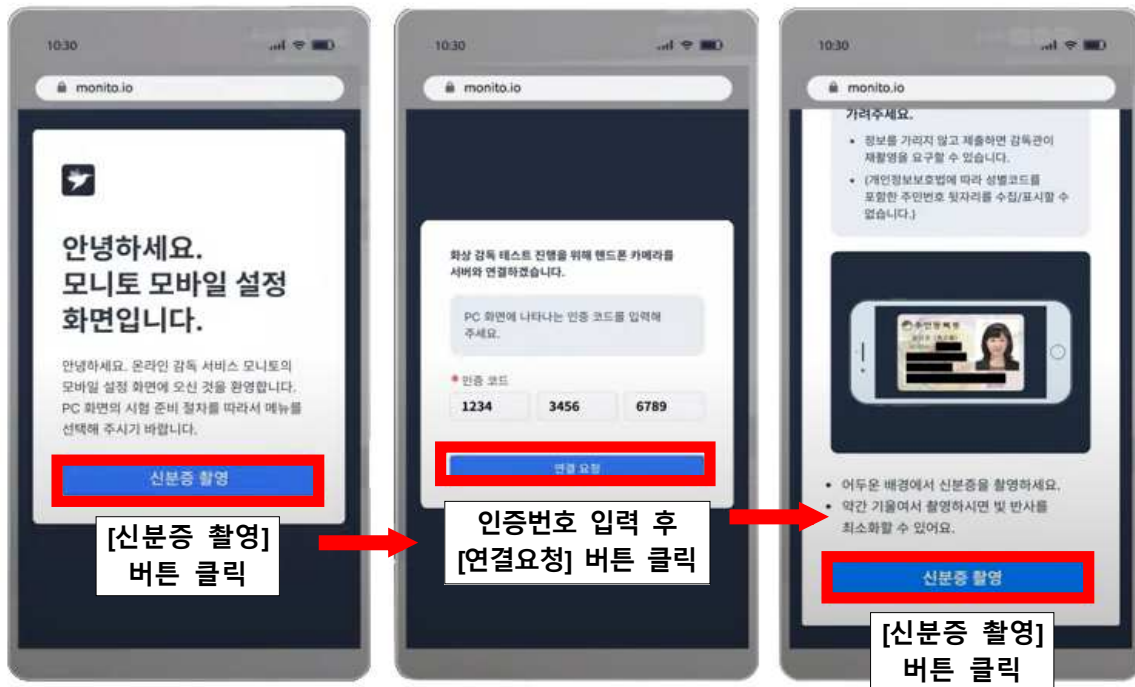 10:30
monito.io
안녕하세요.
모니토 모바일 설정
화면입니다.
안녕하세요. 온라인 감독 서비스 모니토의
모바일 설정 화면에 오신 것을 환영합니다.
PC 화면의 시험 준비 절차를 따라서 메뉴를
선택해 주시기 바랍니다.
신분증 촬영
[신분증 촬영]
버튼 클릭
10:30
monito.io
화상 감독 테스트 진행을 위해 핸드폰 카메라를
서버와 연결하겠습니다.
PC 화면에 나타나는 인증 코드를 입력해
주세요.
* 인증 코드
1234 3456 6789
연결 요청
인증번호 입력 후
[연결요청] 버튼 클릭
10:30
monito.io
가려주세요.
• 정보를 가리지 않고 제출하면 감독관이
재촬영을 요구할 수 있습니다.
• (개인정보보호법에 따라 성별코드를
포함한 주민번호 뒷자리를 수집/표시할 수
없습니다.)
주민등록증
• 어두운 배경에서 신분증을 촬영하세요.
• 약간 기울여서 촬영하시면 빛 반사를
최소화할 수 있어요.
신분증 촬영
[신분증 촬영]
버튼 클릭